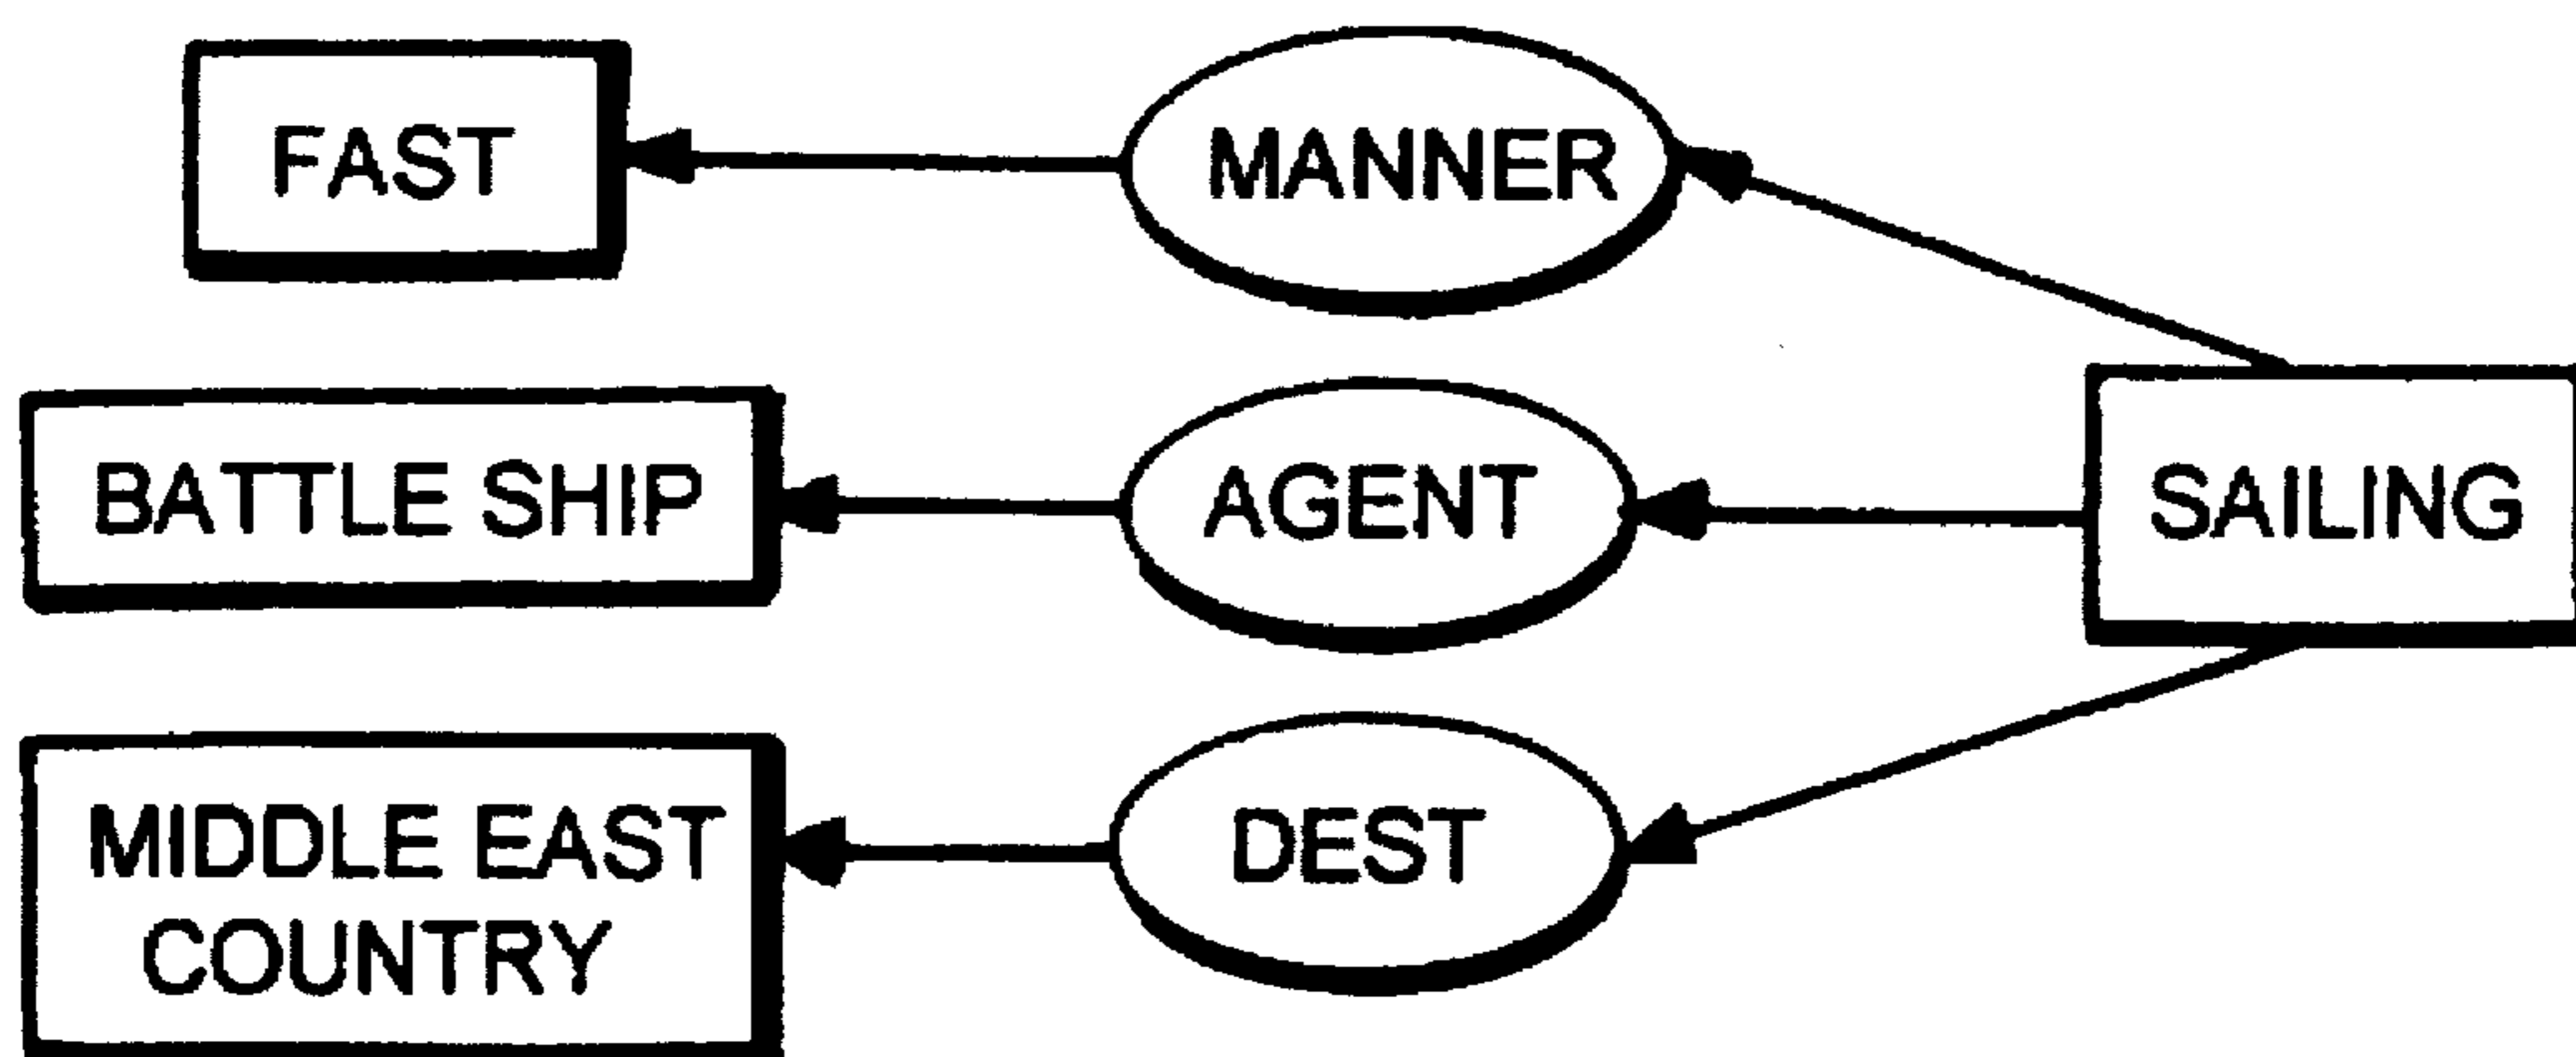 FAST
MANNER
BATTLE SHIP
AGENT
SAILING
MIDDLE EAST
COUNTRY
DEST